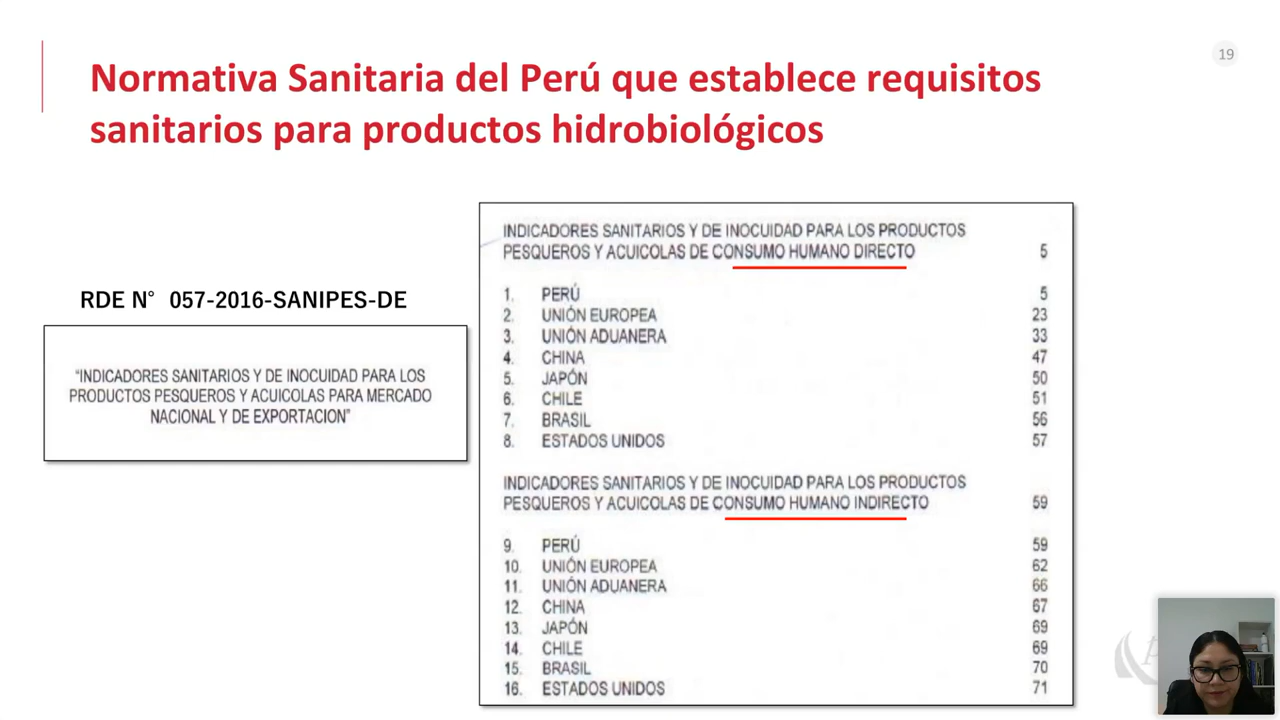 19
Normativa Sanitaria del Perú que establece requisitos
sanitarios para productos hidrobiológicos
RDE N° 057-2016-SANIPES-DE
“INDICADORES SANITARIOS Y DE INOCUIDAD PARA LOS
PRODUCTOS PESQUEROS Y ACUICOLAS PARA MERCADO
NACIONAL Y DE EXPORTACION”
INDICADORES SANITARIOS Y DE INOCUIDAD PARA LOS PRODUCTOS
PESQUEROS Y ACUICOLAS DE CONSUMO HUMANO DIRECTO 5
1. PERÚ 5
2. UNIÓN EUROPEA 23
3. UNIÓN ADUANERA 33
4. CHINA 47
5. JAPÓN 50
6. CHILE 51
7. BRASIL 56
8. ESTADOS UNIDOS 57
INDICADORES SANITARIOS Y DE INOCUIDAD PARA LOS PRODUCTOS
PESQUEROS Y ACUICOLAS DE CONSUMO HUMANO INDIRECTO 59
9. PERÚ 59
10. UNIÓN EUROPEA 62
11. UNIÓN ADUANERA 66
12. CHINA 67
13. JAPÓN 69
14. CHILE 69
15. BRASIL 70
16. ESTADOS UNIDOS 71